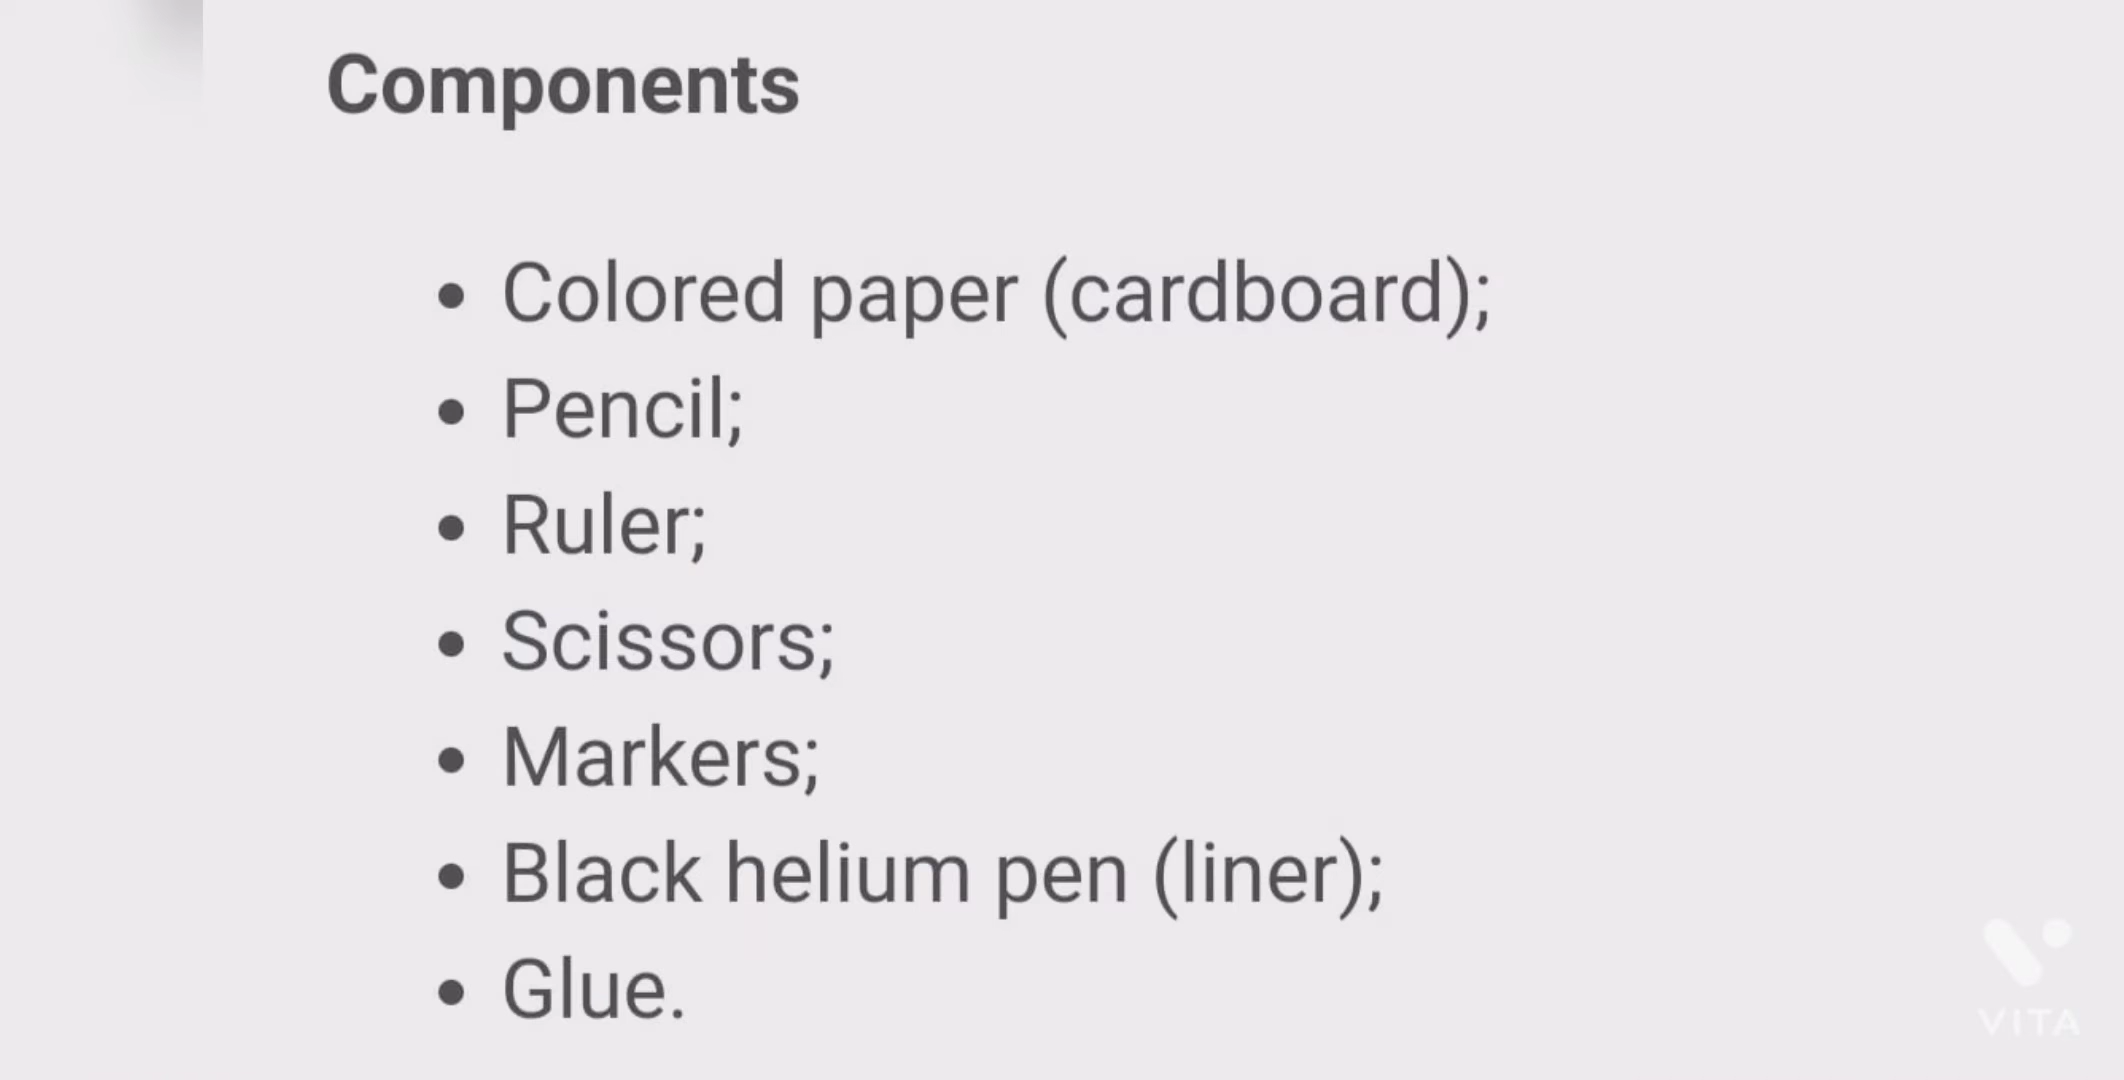 Components
• Colored paper (cardboard);
• Pencil;
• Ruler;
• Scissors;
• Markers;
• Black helium pen (liner);
• Glue.
VITA